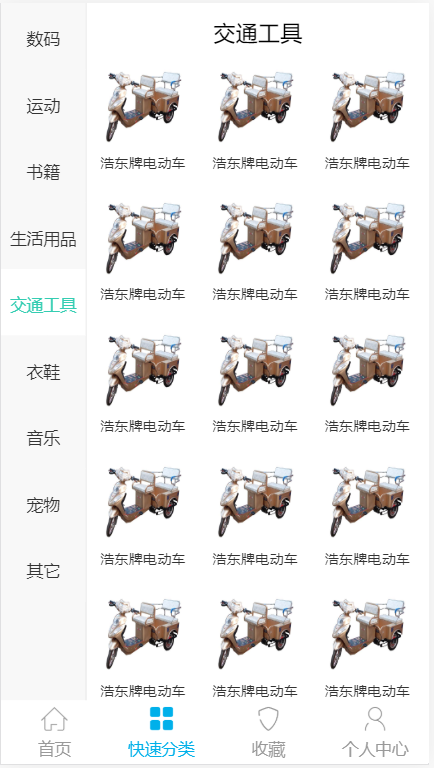 数码
运动
书籍
生活用品
交通工具
衣鞋
音乐
宠物
其它
交通工具
浩东牌电动车 浩东牌电动车 浩东牌电动车
浩东牌电动车 浩东牌电动车 浩东牌电动车
浩东牌电动车 浩东牌电动车 浩东牌电动车
浩东牌电动车 浩东牌电动车 浩东牌电动车
浩东牌电动车 浩东牌电动车 浩东牌电动车
首页 快速分类 收藏 个人中心